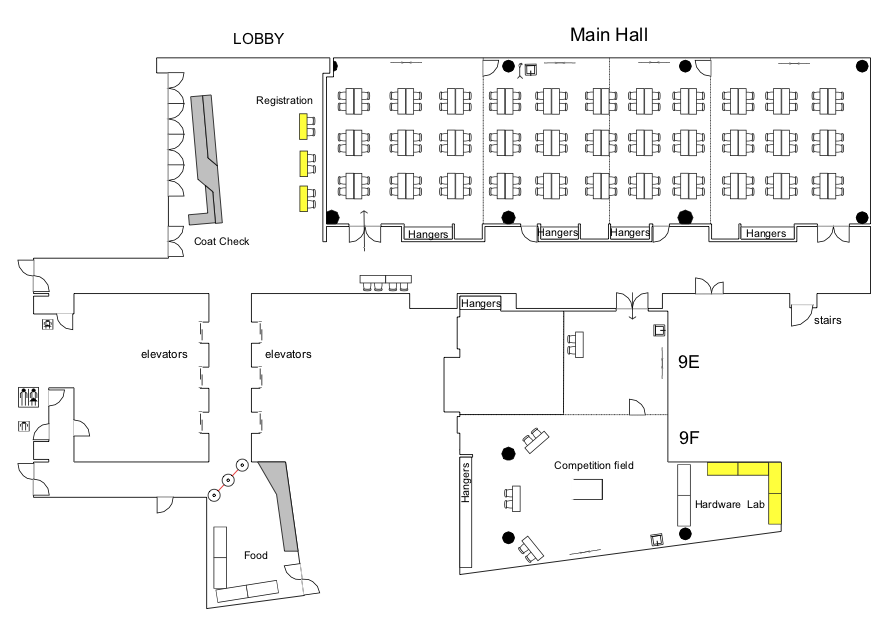 LOBBY
Main Hall
Registration
Coat Check
Hangers
Hangers
Hangers
Hangers
Hangers
stairs
elevators
elevators
9E
9F
Competition field
Hangers
Hardware Lab
Food